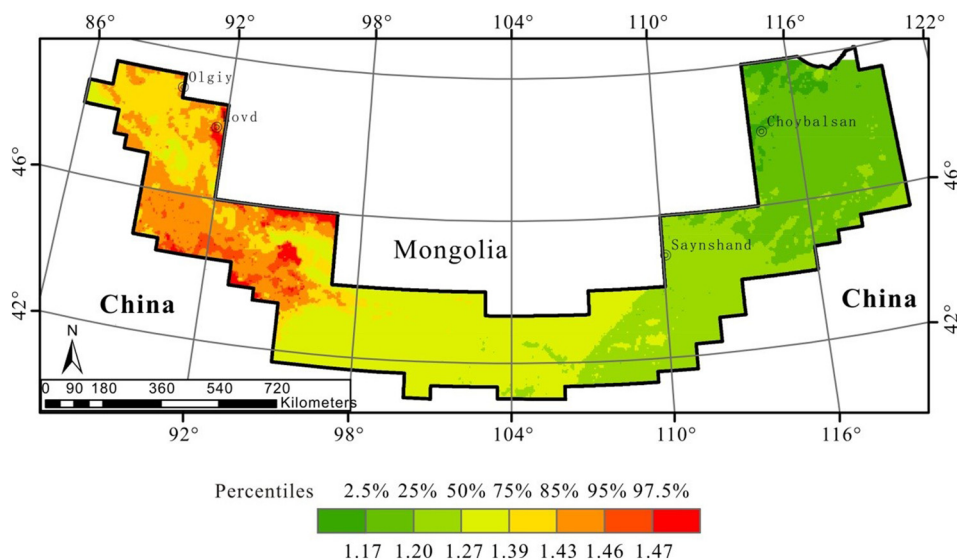 86° 92° 98° 104° 110° 116° 122°
Olgiy
Hovd
Choybalsan
46° 46°
Saynshand
Mongolia
China China
42° 42°
N
0 90 180 360 540 720
Kilometers
92° 98° 104° 110° 116°
Percentiles 2.5% 25% 50% 75% 85% 95% 97.5%
1.17 1.20 1.27 1.39 1.43 1.46 1.47